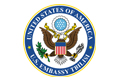 UNITED STATES OF AMERICA
U.S. EMBASSY TBILISI